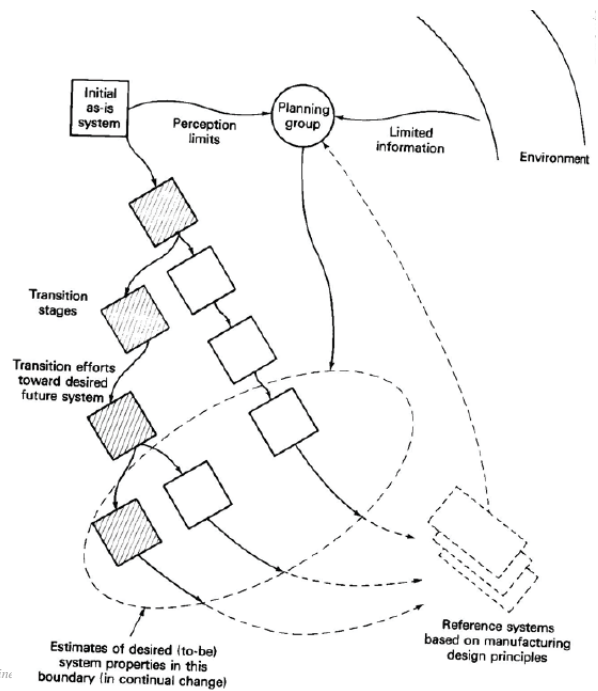 Initial
as-is
system
Planning
group
Perception
limits
Limited
information
Environment
Transition
stages
Transition efforts
toward desired
future system
Estimates of desired (to-be)
system properties in this
boundary (in continual change)
Reference systems
based on manufacturing
design principles